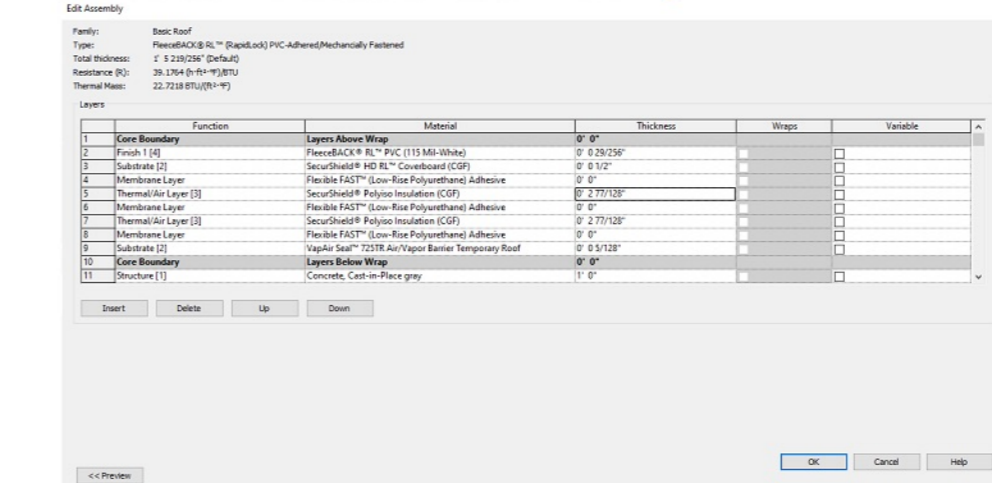 Edit Assembly
Family: Basic Roof
Type: FleeceBACK® RL™ (RapidLock) PVC-Adhered/Mechancially Fastened
Total thickness: 1' 5 219/256" (Default)
Resistance (R): 39.1764 (h·ft²·°F)/BTU
Thermal Mass: 22.7218 BTU/(ft²·°F)
Layers
Function Material Thickness Wraps Variable
1 Core Boundary Layers Above Wrap 0' 0"
2 Finish 1 [4] FleeceBACK® RL™ PVC (115 Mil-White) 0' 0 29/256"
3 Substrate [2] SecurShield® HD RL™ Coverboard (CGF) 0' 0 1/2"
4 Membrane Layer Flexible FAST™ (Low-Rise Polyurethane) Adhesive 0' 0"
5 Thermal/Air Layer [3] SecurShield® Polyiso Insulation (CGF) 0' 2 77/128"
6 Membrane Layer Flexible FAST™ (Low-Rise Polyurethane) Adhesive 0' 0"
7 Thermal/Air Layer [3] SecurShield® Polyiso Insulation (CGF) 0' 2 77/128"
8 Membrane Layer Flexible FAST™ (Low-Rise Polyurethane) Adhesive 0' 0"
9 Substrate [2] VapAir Seal™ 725TR Air/Vapor Barrier Temporary Roof 0' 0 5/128"
10 Core Boundary Layers Below Wrap 0' 0"
11 Structure [1] Concrete, Cast-in-Place gray 1' 0"
Insert Delete Up Down
OK Cancel Help
<< Preview